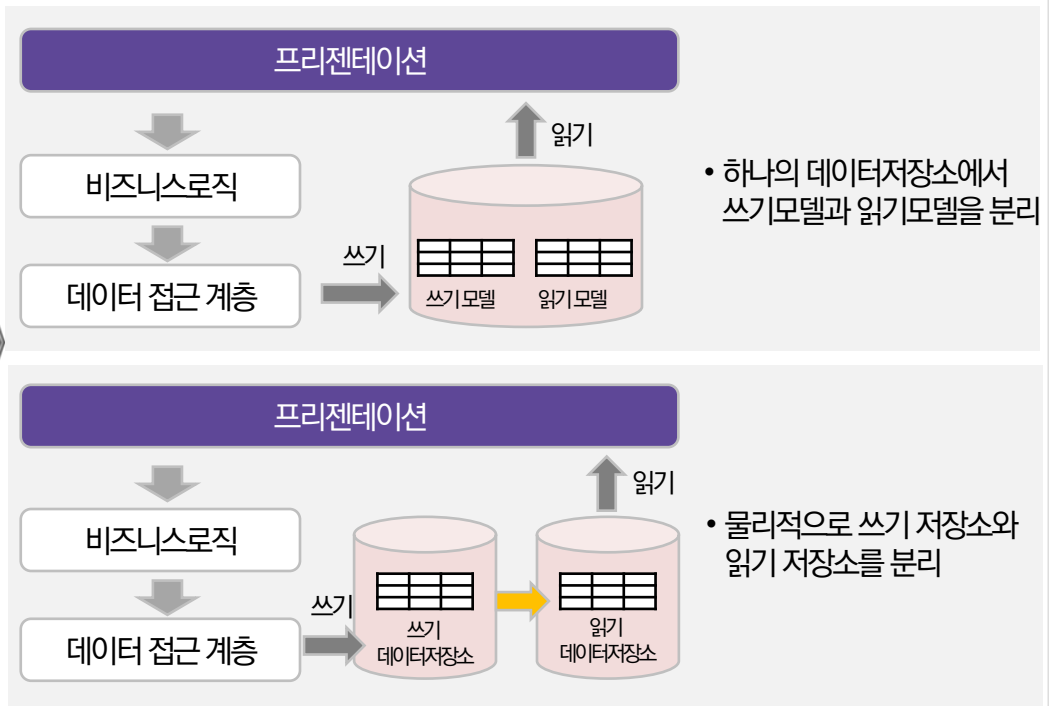 프리젠테이션
읽기
비즈니스로직
• 하나의 데이터저장소에서
쓰기모델과 읽기모델을 분리
쓰기
데이터 접근 계층
쓰기 모델
읽기 모델
프리젠테이션
읽기
비즈니스로직
• 물리적으로 쓰기 저장소와
읽기 저장소를 분리
쓰기
데이터 접근 계층
쓰기
데이터저장소
읽기
데이터저장소